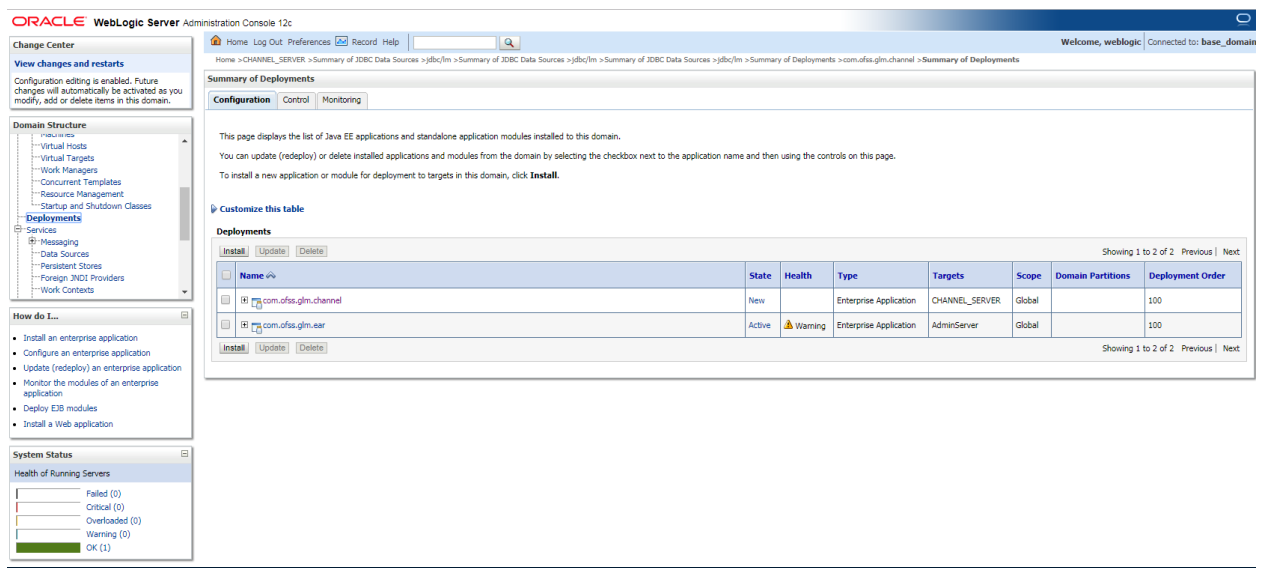 ORACLE WebLogic Server Administration Console 12c
Change Center
View changes and restarts
Configuration editing is enabled. Future
changes will automatically be activated as you
modify, add or delete items in this domain.
Domain Structure
Machines
Virtual Hosts
Virtual Targets
Work Managers
Concurrent Templates
Resource Management
Startup and Shutdown Classes
Deployments
Services
Messaging
Data Sources
Persistent Stores
Foreign JNDI Providers
Work Contexts
How do I...
Install an enterprise application
Configure an enterprise application
Update (redeploy) an enterprise application
Monitor the modules of an enterprise
application
Deploy EJB modules
Install a Web application
System Status
Health of Running Servers
Failed (0)
Critical (0)
Overloaded (0)
Warning (0)
OK (1)
Home Log Out Preferences Record Help
Welcome, weblogic Connected to: base_domain
Home >CHANNEL_SERVER >Summary of JDBC Data Sources >jdbc/lm >Summary of JDBC Data Sources >jdbc/lm >Summary of JDBC Data Sources >jdbc/lm >Summary of Deployments >com.ofss.glm.channel >Summary of Deployments
Summary of Deployments
Configuration Control Monitoring
This page displays the list of Java EE applications and standalone application modules installed to this domain.
You can update (redeploy) or delete installed applications and modules from the domain by selecting the checkbox next to the application name and then using the controls on this page.
To install a new application or module for deployment to targets in this domain, click Install.
Customize this table
Deployments
Install Update Delete Showing 1 to 2 of 2 Previous | Next
Name State Health Type Targets Scope Domain Partitions Deployment Order
com.ofss.glm.channel New Enterprise Application CHANNEL_SERVER Global 100
com.ofss.glm.ear Active Warning Enterprise Application AdminServer Global 100
Install Update Delete Showing 1 to 2 of 2 Previous | Next